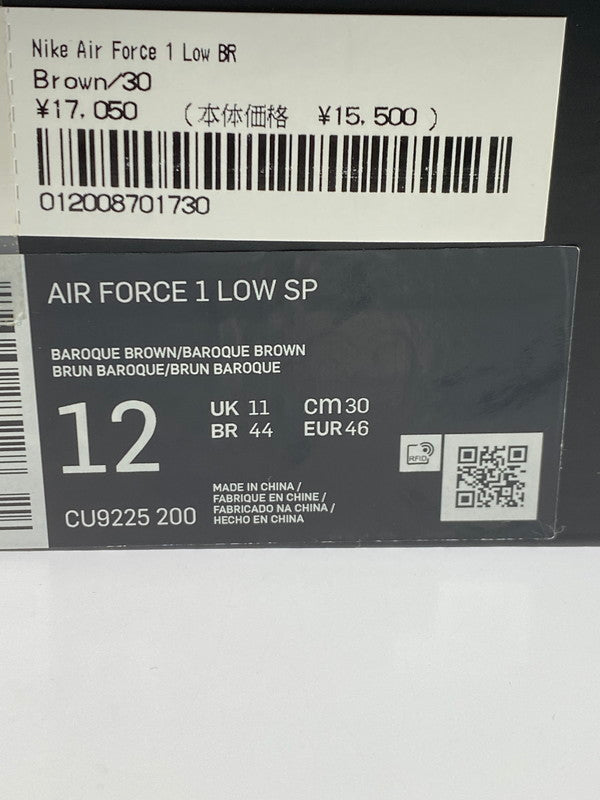 Nike Air Force 1 Low BR
Brown/30
¥17,050 (本体価格 ¥15,500 )
012008701730
AIR FORCE 1 LOW SP
BAROQUE BROWN/BAROQUE BROWN
BRUN BAROQUE/BRUN BAROQUE
12
UK 11 cm 30
BR 44 EUR 46
RFID
CU9225 200
MADE IN CHINA /
FABRIQUE EN CHINE /
FABRICADO NA CHINA /
HECHO EN CHINA